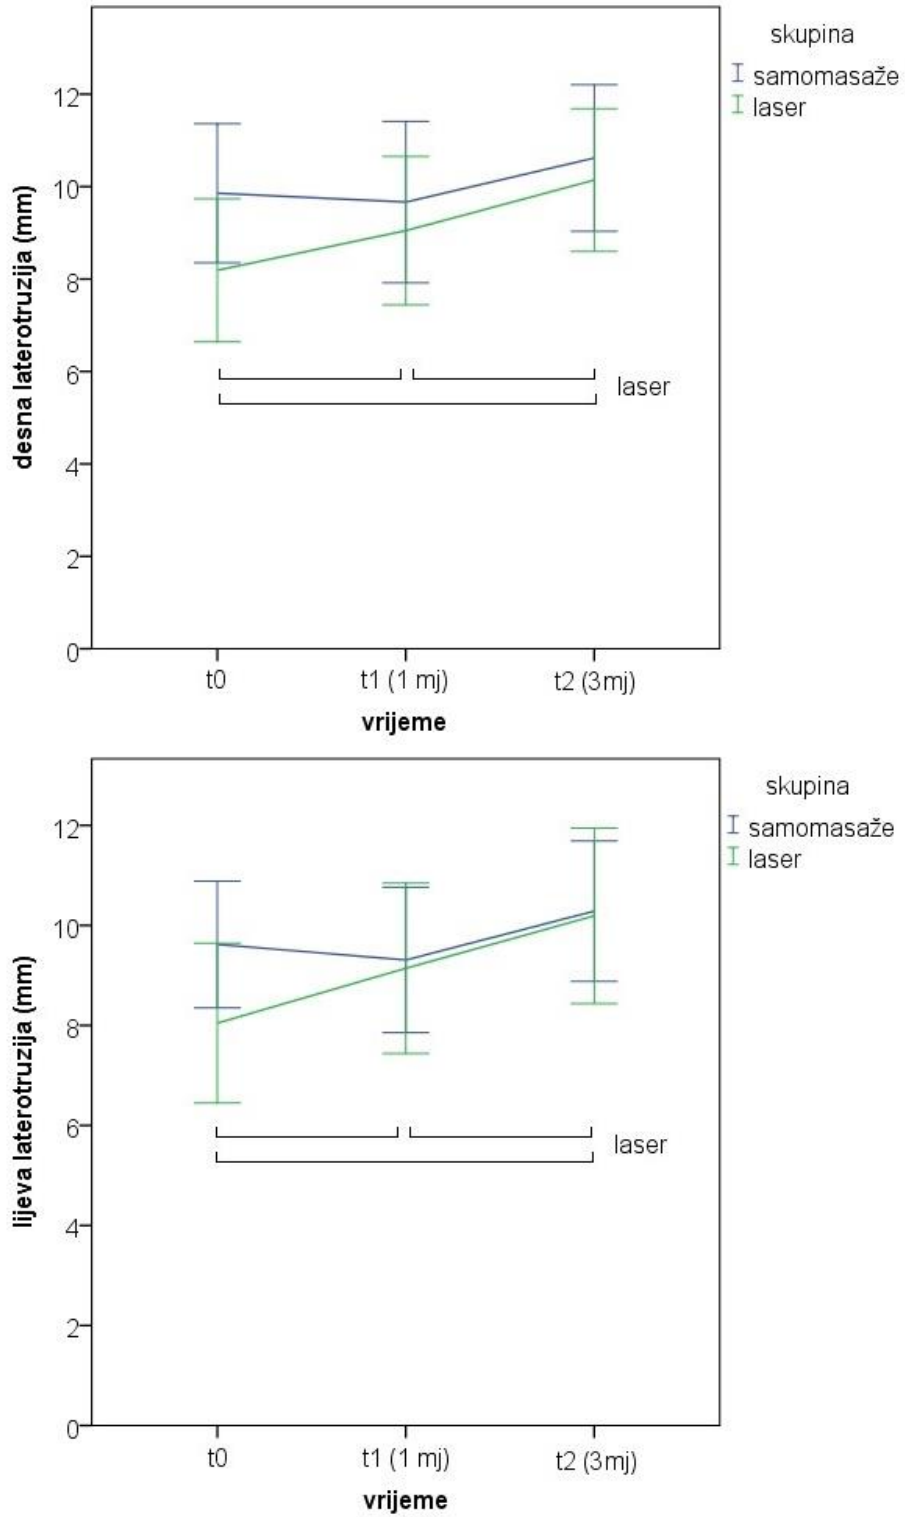 skupina
samomasaže
laser
desna laterotruzija (mm)
12
10
8
6
4
2
0
laser
t0
t1 (1 mj)
t2 (3mj)
vrijeme
skupina
samomasaže
laser
lijeva laterotruzija (mm)
12
10
8
6
4
2
0
laser
t0
t1 (1 mj)
t2 (3mj)
vrijeme